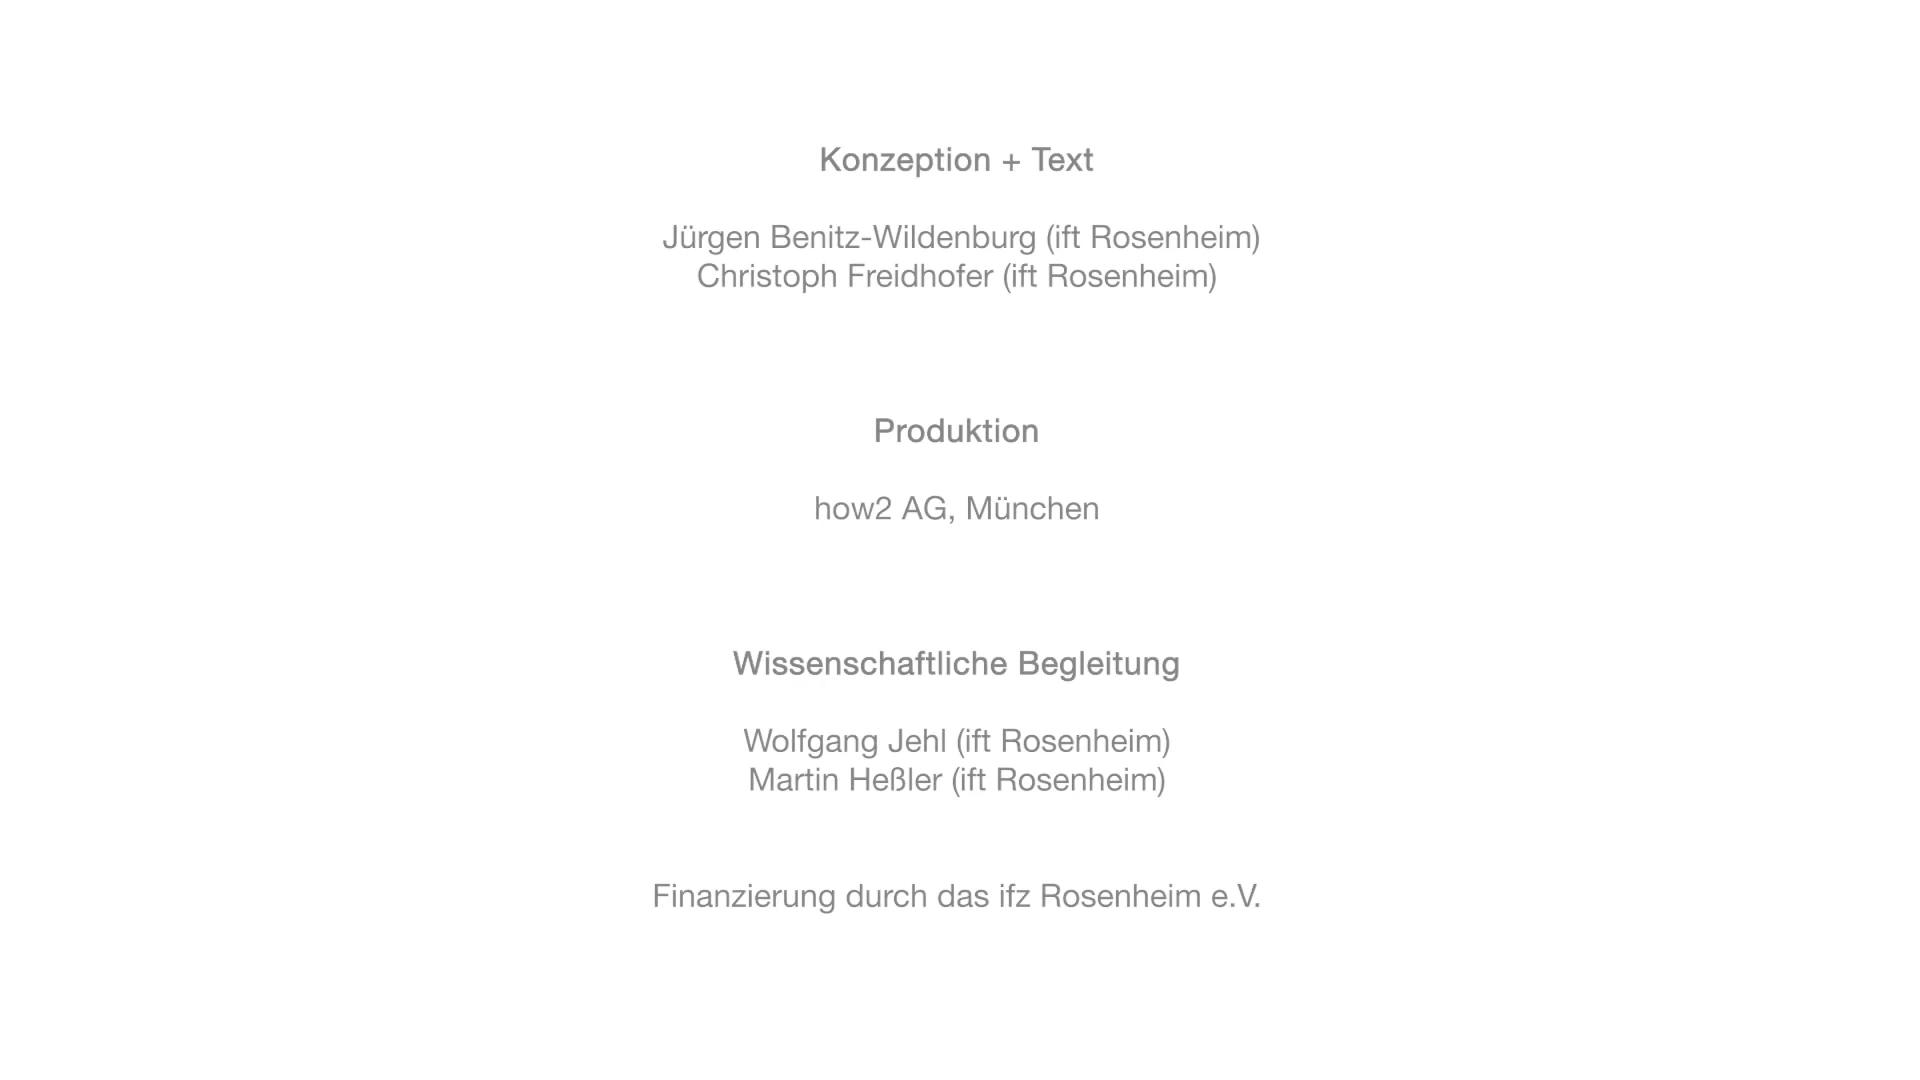 Konzeption + Text
Jürgen Benitz-Wildenburg (ift Rosenheim)
Christoph Freidhofer (ift Rosenheim)
Produktion
how2 AG, München
Wissenschaftliche Begleitung
Wolfgang Jehl (ift Rosenheim)
Martin Heßler (ift Rosenheim)
Finanzierung durch das ifz Rosenheim e.V.